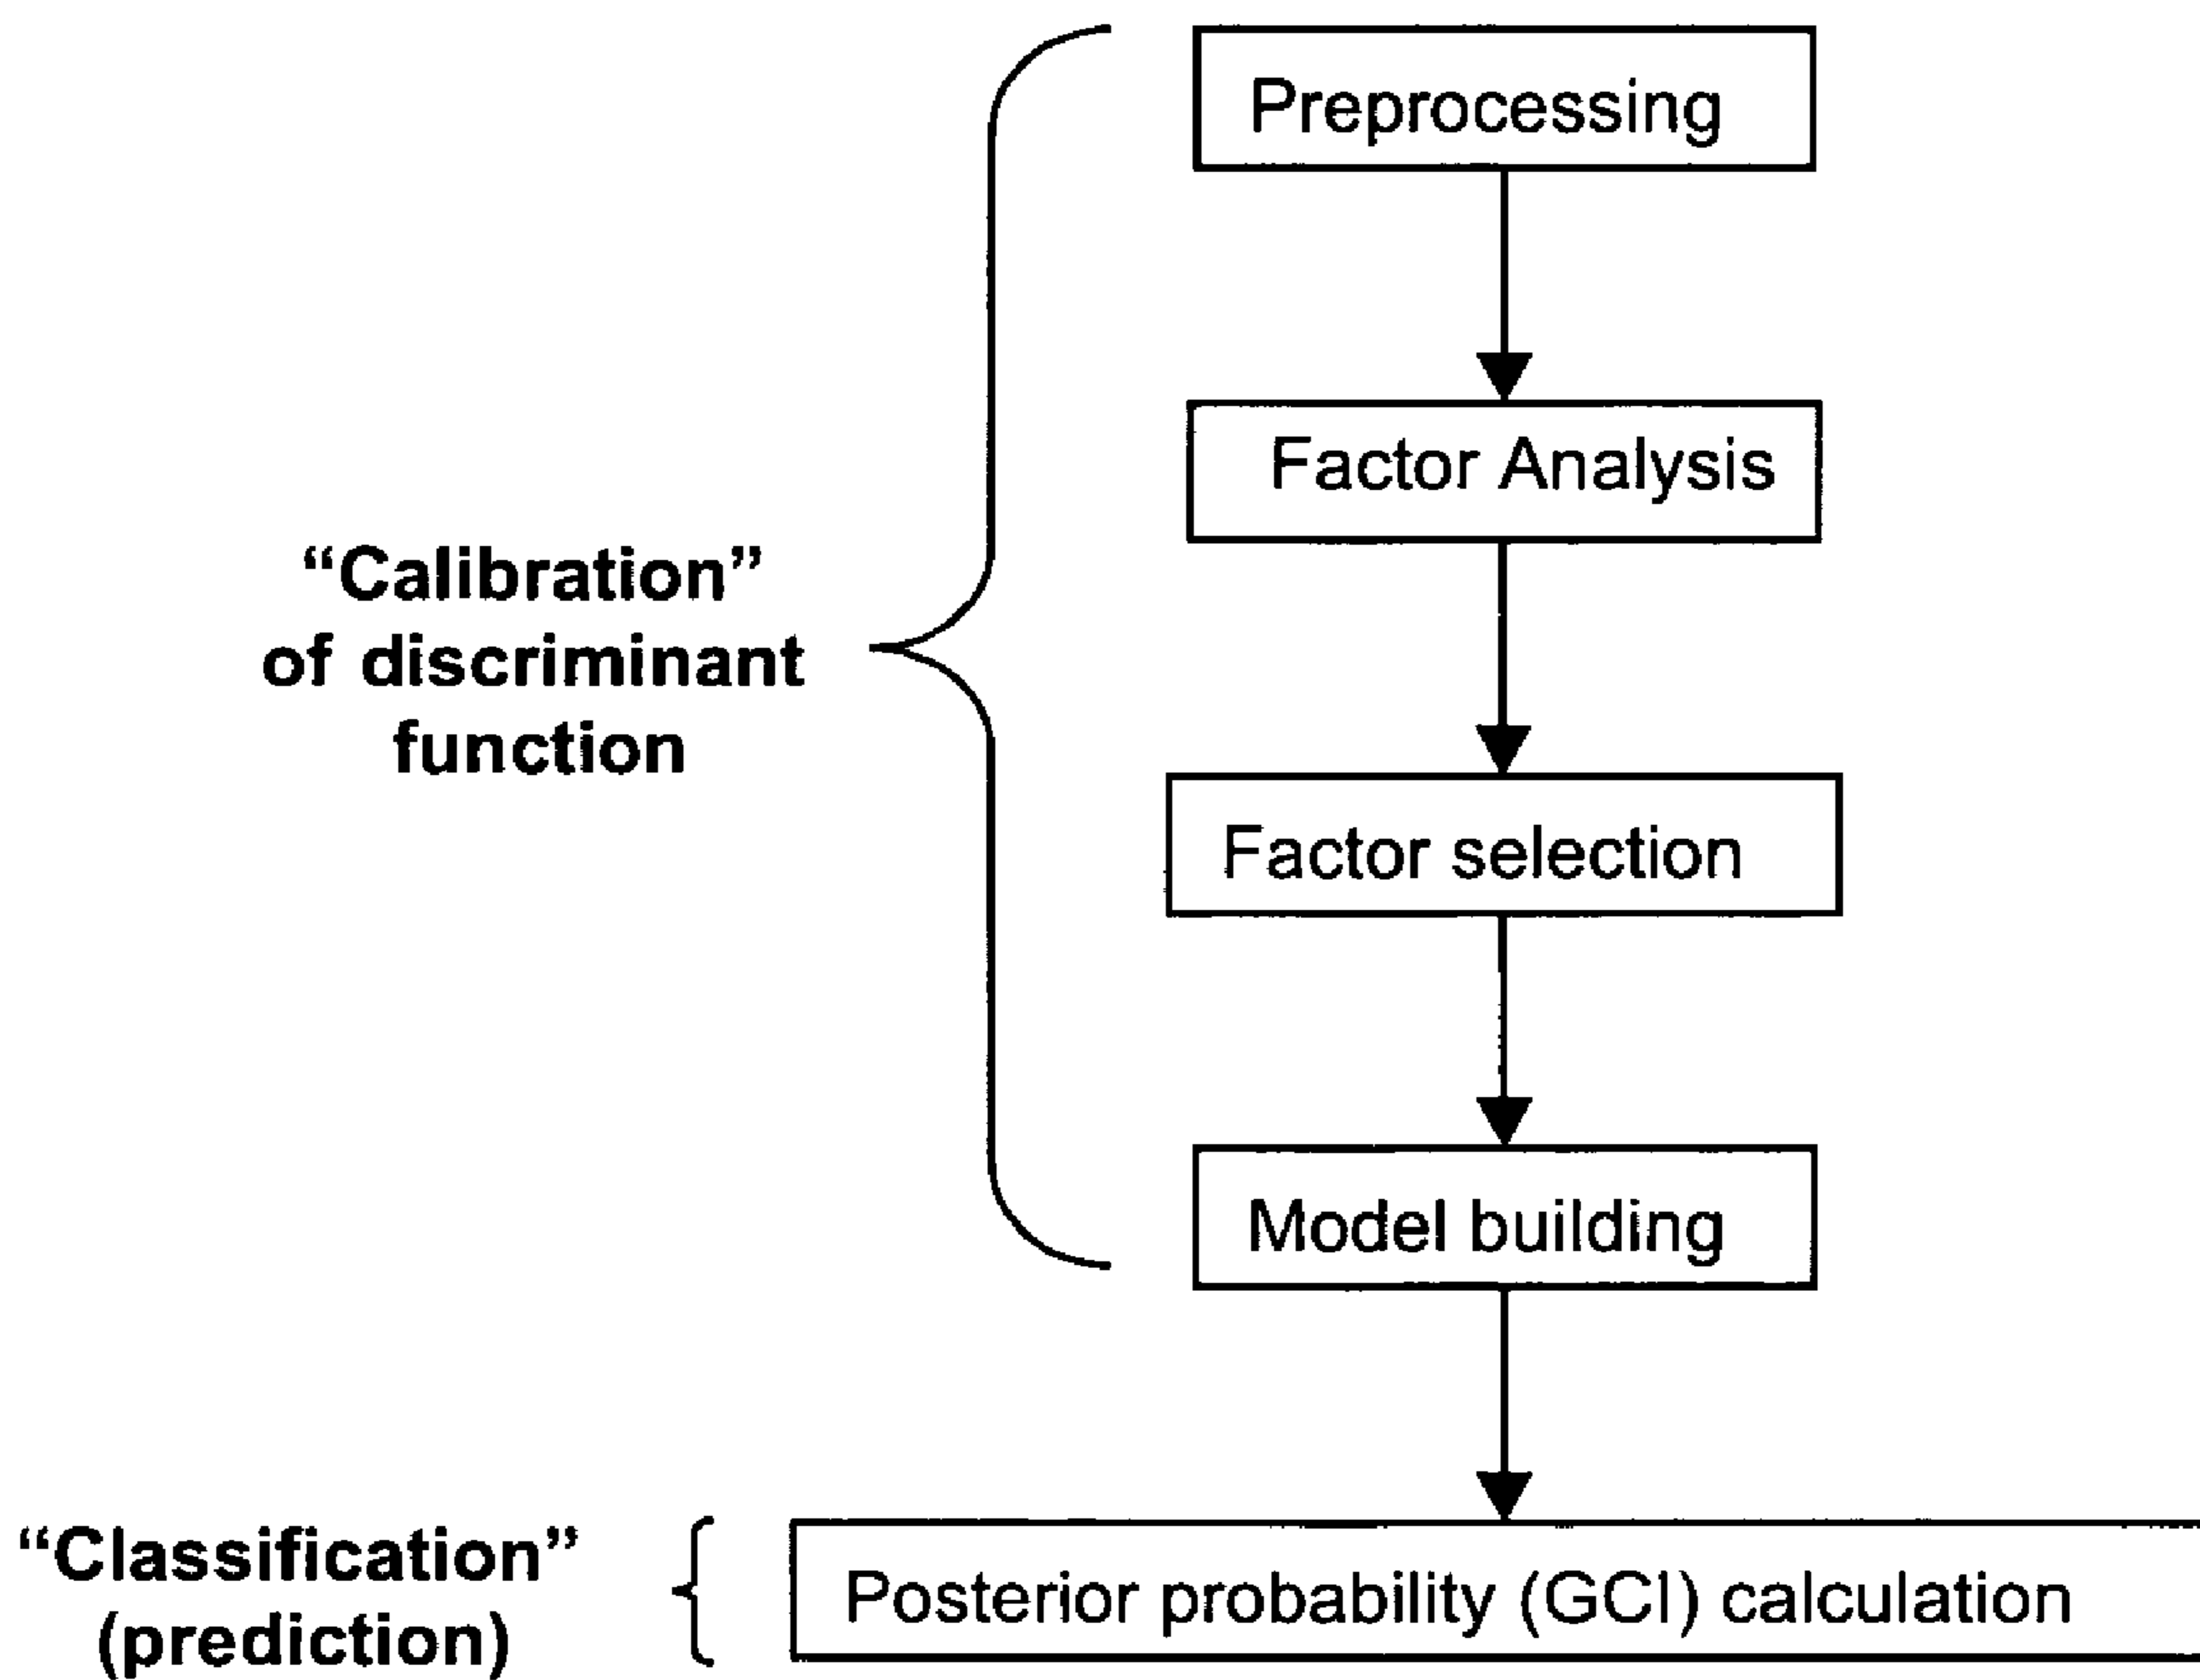 Preprocessing
Factor Analysis
“Calibration”
of discriminant
function
Factor selection
Model building
“Classification”
(prediction)
Posterior probability (GCI) calculation